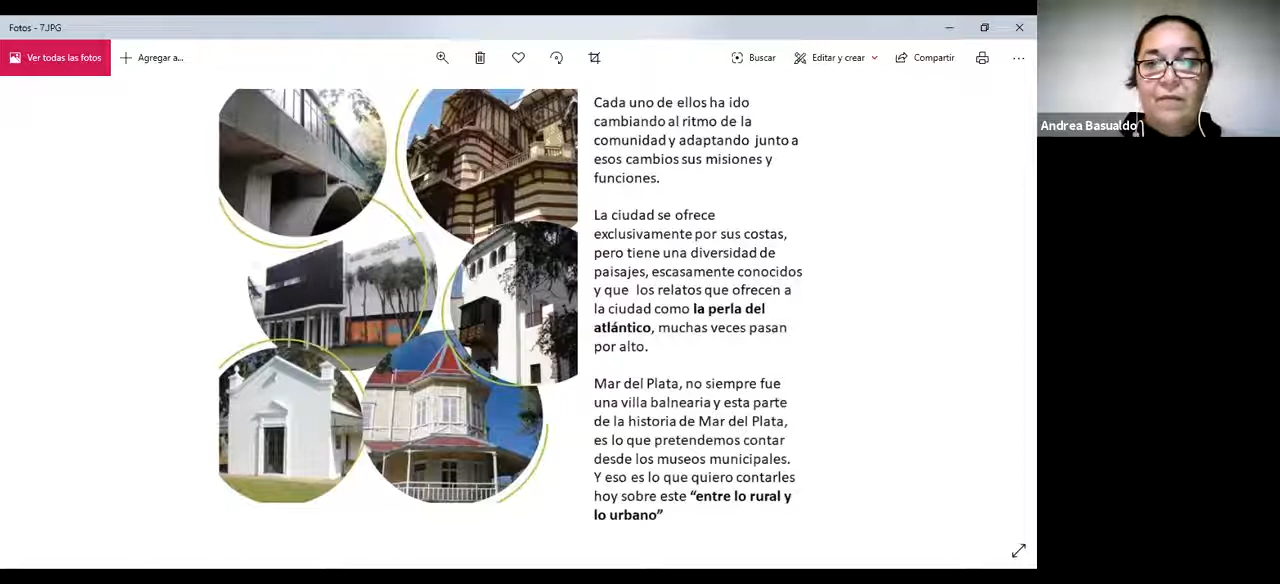 Fotos - 7.JPG
Ver todas las fotos
Agregar a...
Buscar
Editar y crear
Compartir
Andrea Basualdo
Cada uno de ellos ha ido
cambiando al ritmo de la
comunidad y adaptando junto a
esos cambios sus misiones y
funciones.
La ciudad se ofrece
exclusivamente por sus costas,
pero tiene una diversidad de
paisajes, escasamente conocidos
y que los relatos que ofrecen a
la ciudad como la perla del
atlántico, muchas veces pasan
por alto.
Mar del Plata, no siempre fue
una villa balnearia y esta parte
de la historia de Mar del Plata,
es lo que pretendemos contar
desde los museos municipales.
Y eso es lo que quiero contarles
hoy sobre este “entre lo rural y
lo urbano”